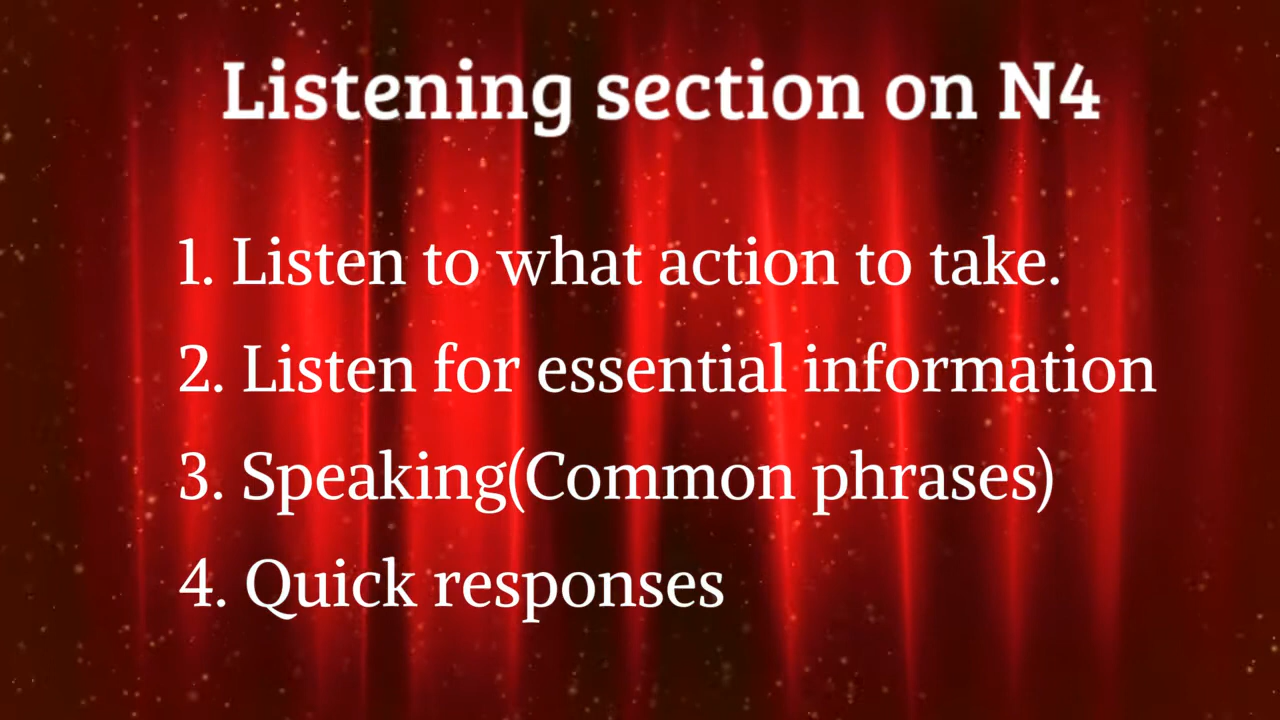 Listening section on N4
1. Listen to what action to take.
2. Listen for essential information
3. Speaking(Common phrases)
4. Quick responses